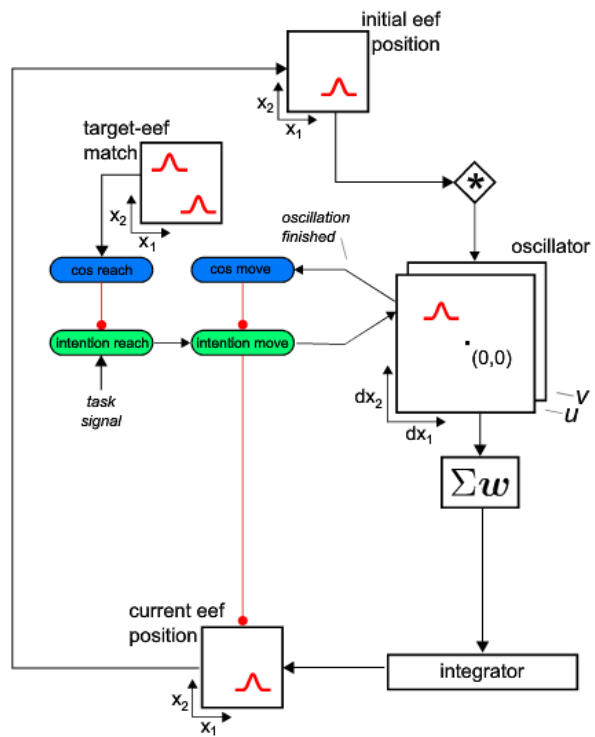 initial eef
position
x₂
x₁
target-eef
match
x₂
x₁
*
oscillation
finished
oscillator
cos reach
cos move
(0,0)
intention reach
intention move
task
signal
dx₂
dx₁
v
u
Σw
current eef
position
x₂
x₁
integrator